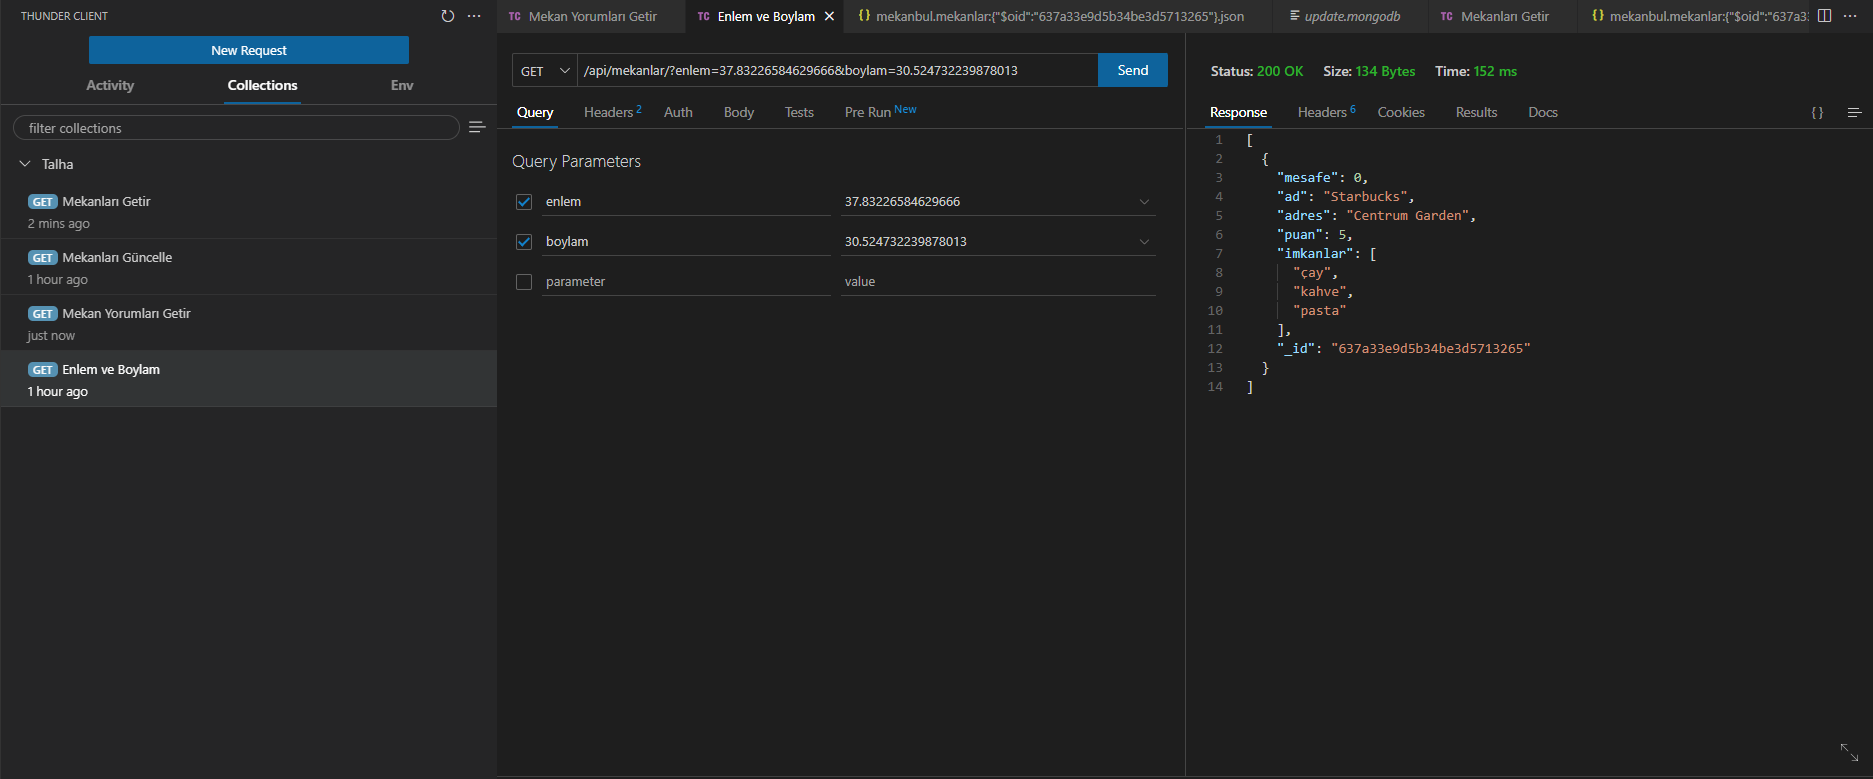 THUNDER CLIENT
New Request
Activity Collections Env
filter collections
Talha
GET Mekanları Getir
2 mins ago
GET Mekanları Güncelle
1 hour ago
GET Mekan Yorumları Getir
just now
GET Enlem ve Boylam
1 hour ago
TC Mekan Yorumları Getir TC Enlem ve Boylam {} mekanbul.mekanlar:{"$oid":"637a33e9d5b34be3d5713265"}.json update.mongodb TC Mekanları Getir {} mekanbul.mekanlar:{"$oid":"637a3
GET /api/mekanlar/?enlem=37.83226584629666&boylam=30.524732239878013 Send
Query Headers 2 Auth Body Tests Pre Run New
Query Parameters
enlem 37.83226584629666
boylam 30.524732239878013
parameter value
Status: 200 OK Size: 134 Bytes Time: 152 ms
Response Headers 6 Cookies Results Docs {}
1 [
2 {
3 "mesafe": 0,
4 "ad": "Starbucks",
5 "adres": "Centrum Garden",
6 "puan": 5,
7 "imkanlar": [
8 "çay",
9 "kahve",
10 "pasta"
11 ],
12 "_id": "637a33e9d5b34be3d5713265"
13 }
14 ]